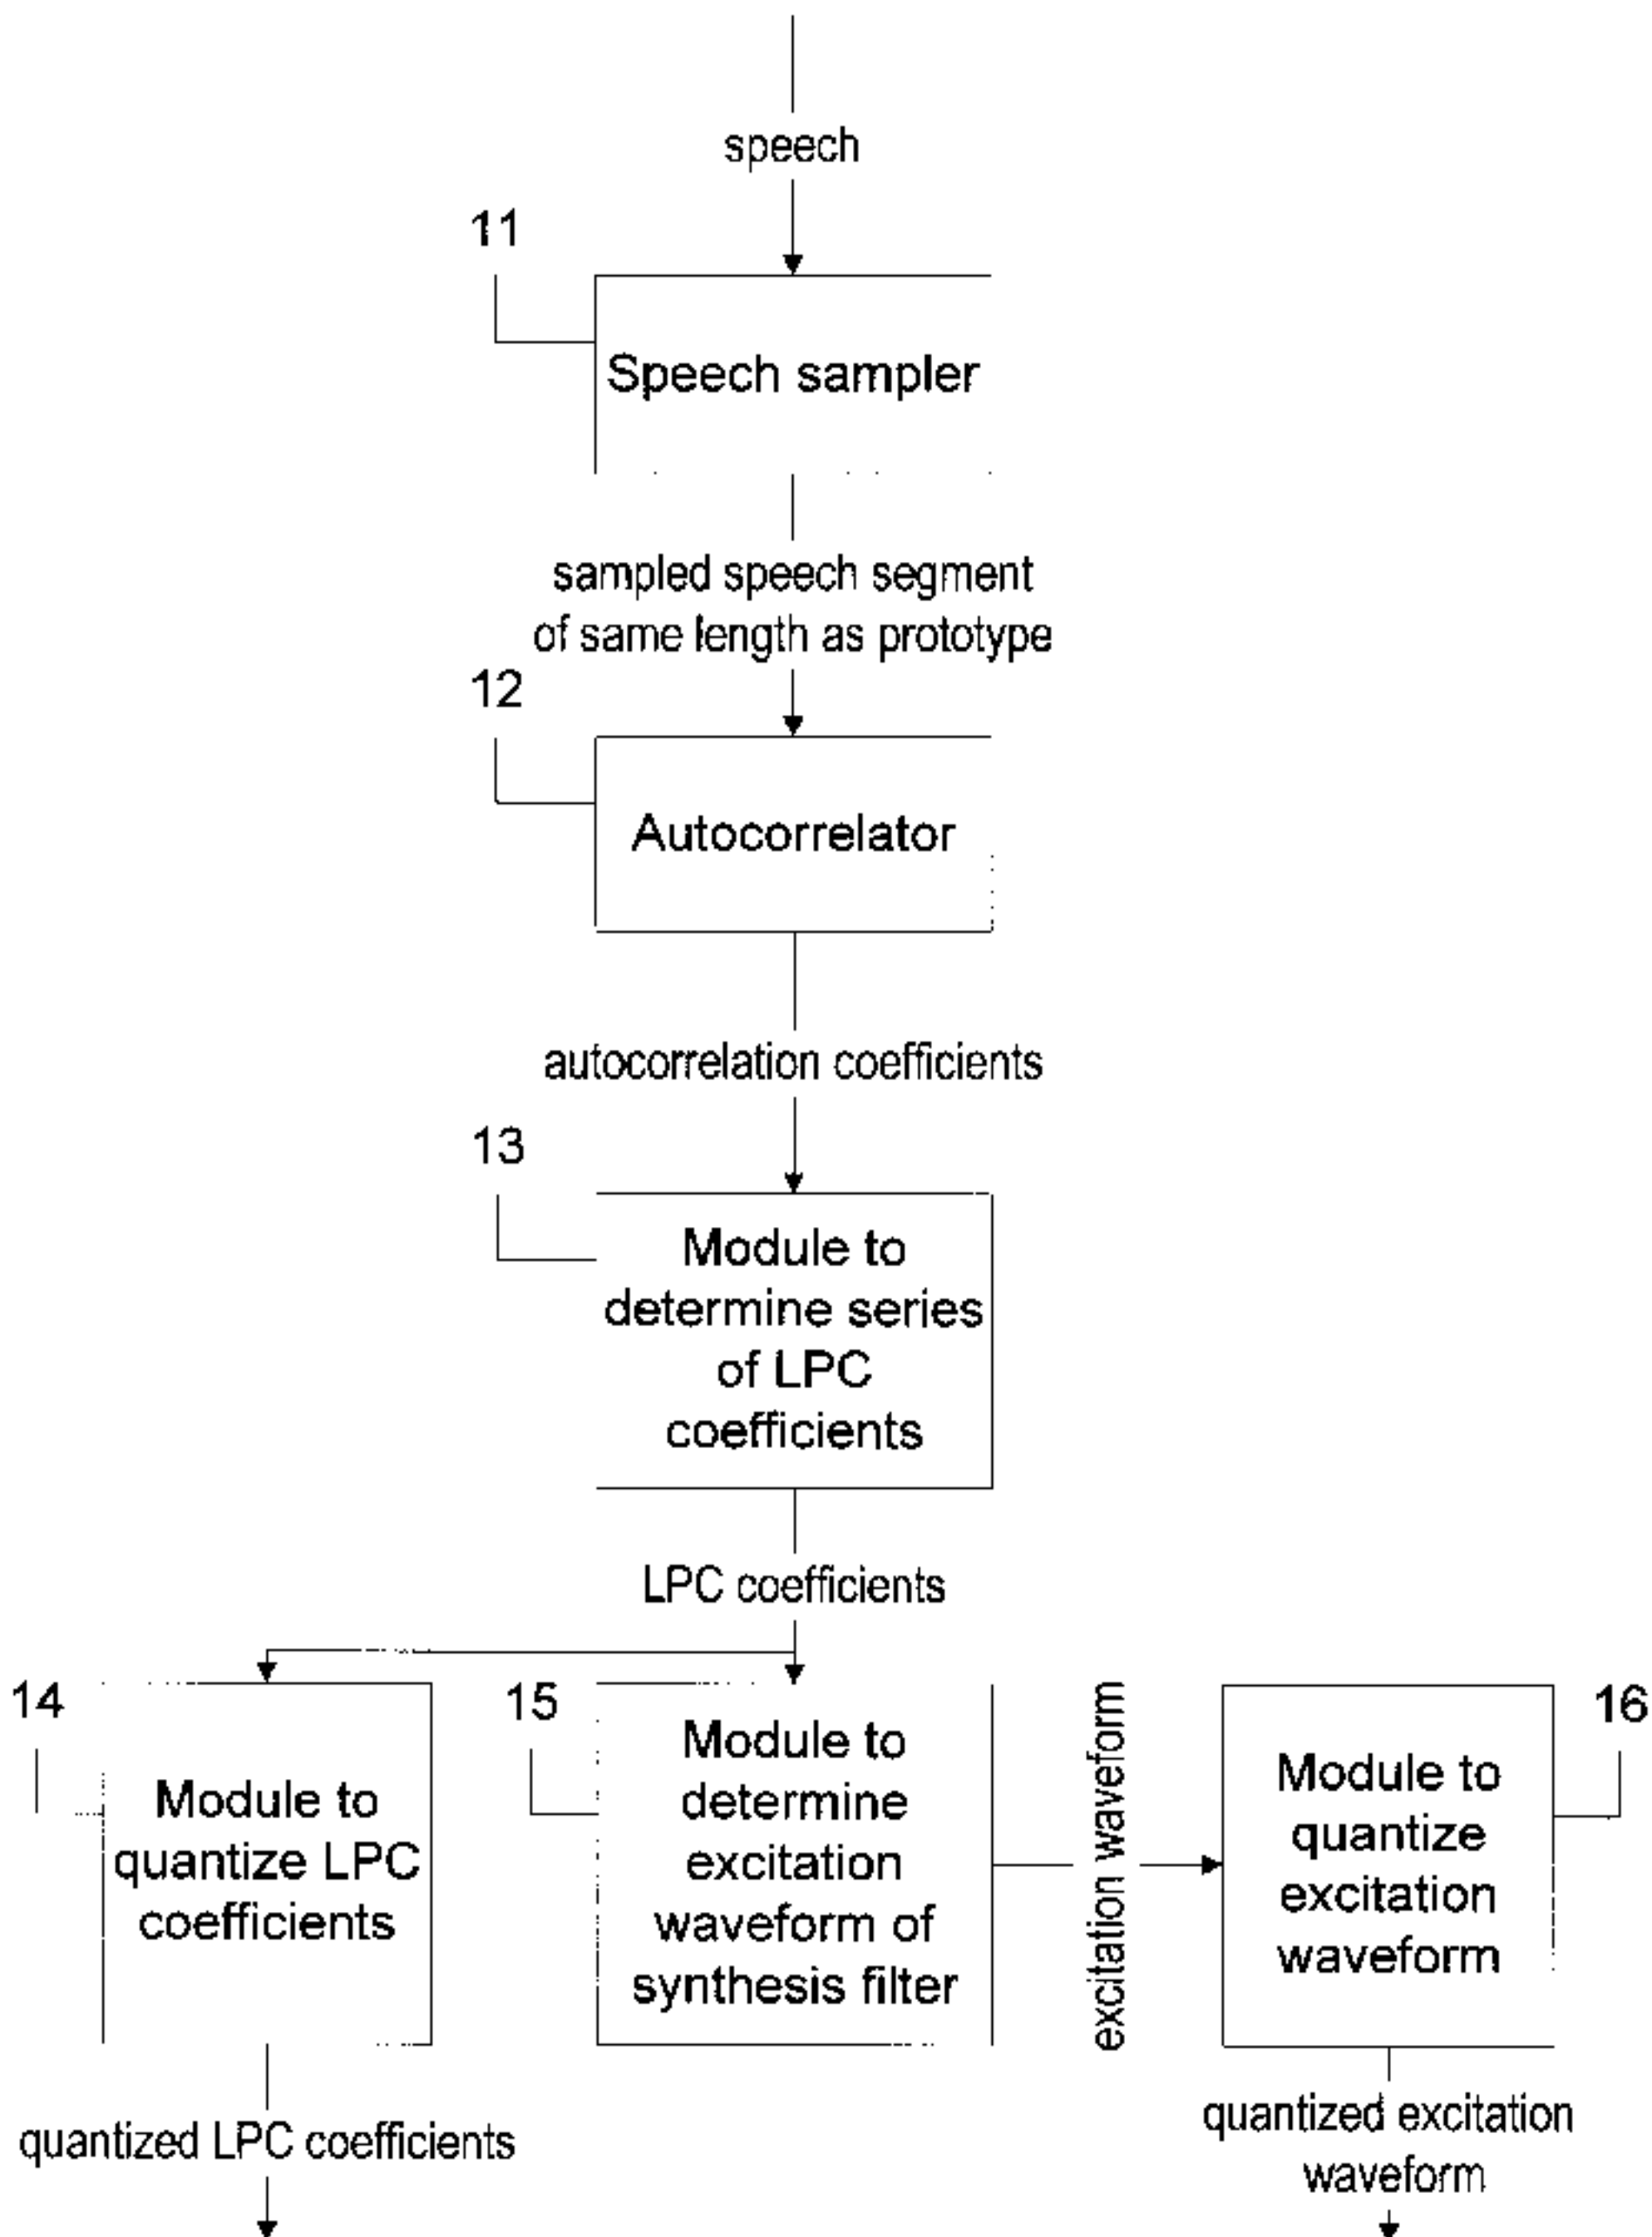 speech
11
Speech sampler
sampled speech segment
of same length as prototype
12
Autocorrelator
autocorrelation coefficients
13
Module to
determine series
of LPC
coefficients
LPC coefficients
14
Module to
quantize LPC
coefficients
15
Module to
determine
excitation
waveform of
synthesis filter
excitation waveform
16
Module to
quantize
excitation
waveform
quantized LPC coefficients
quantized excitation
waveform